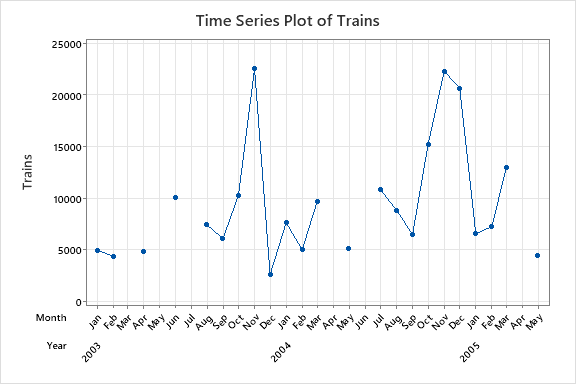 Time Series Plot of Trains
25000
20000
15000
10000
5000
0
Trains
Month Jan Feb Mar Apr May Jun Jul Aug Sep Oct Nov Dec Jan Feb Mar Apr May Jun Jul Aug Sep Oct Nov Dec Jan Feb Mar Apr May
Year 2003 2004 2005